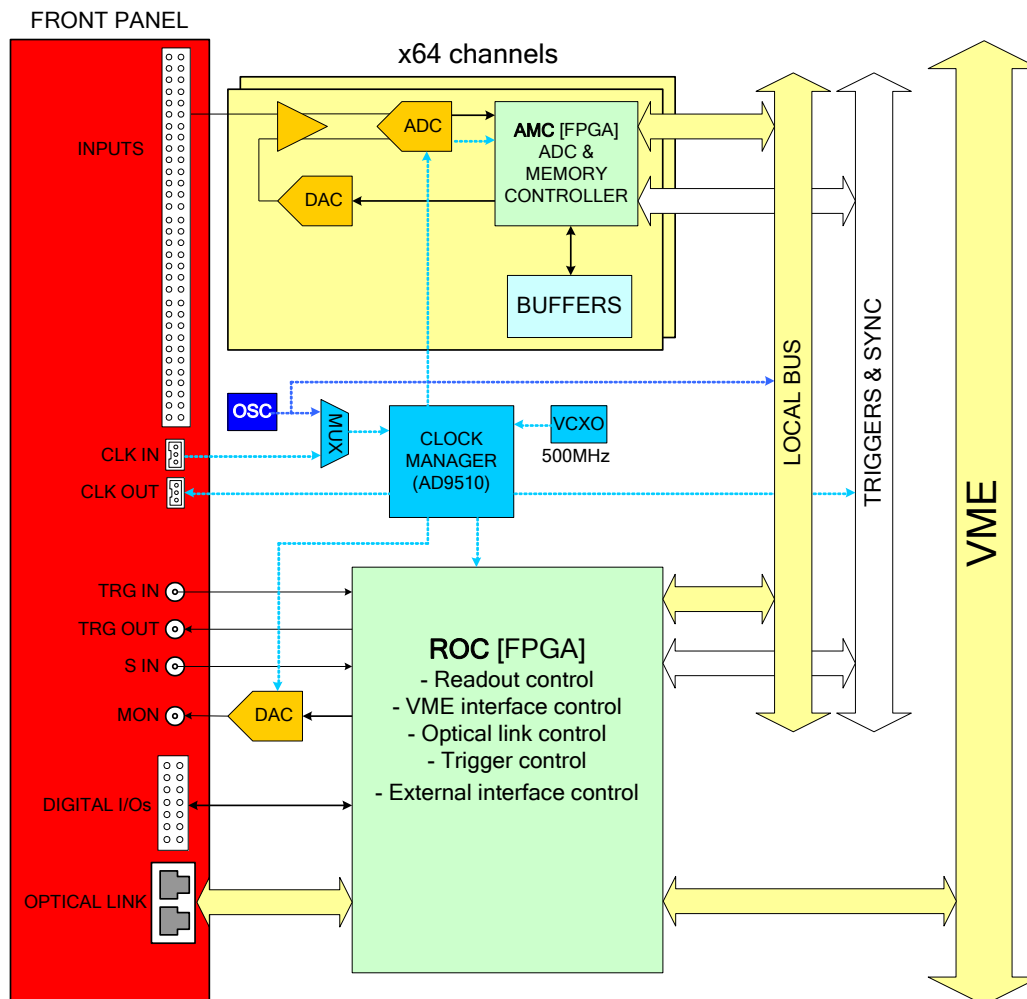 FRONT PANEL
x64 channels
INPUTS
ADC
AMC [FPGA]
ADC &
MEMORY
CONTROLLER
DAC
BUFFERS
OSC
MUX
CLOCK
MANAGER
(AD9510)
VCXO
500MHz
CLK IN
CLK OUT
LOCAL BUS
TRIGGERS & SYNC
VME
TRG IN
TRG OUT
S IN
MON
DAC
ROC [FPGA]
- Readout control
- VME interface control
- Optical link control
- Trigger control
- External interface control
DIGITAL I/Os
OPTICAL LINK